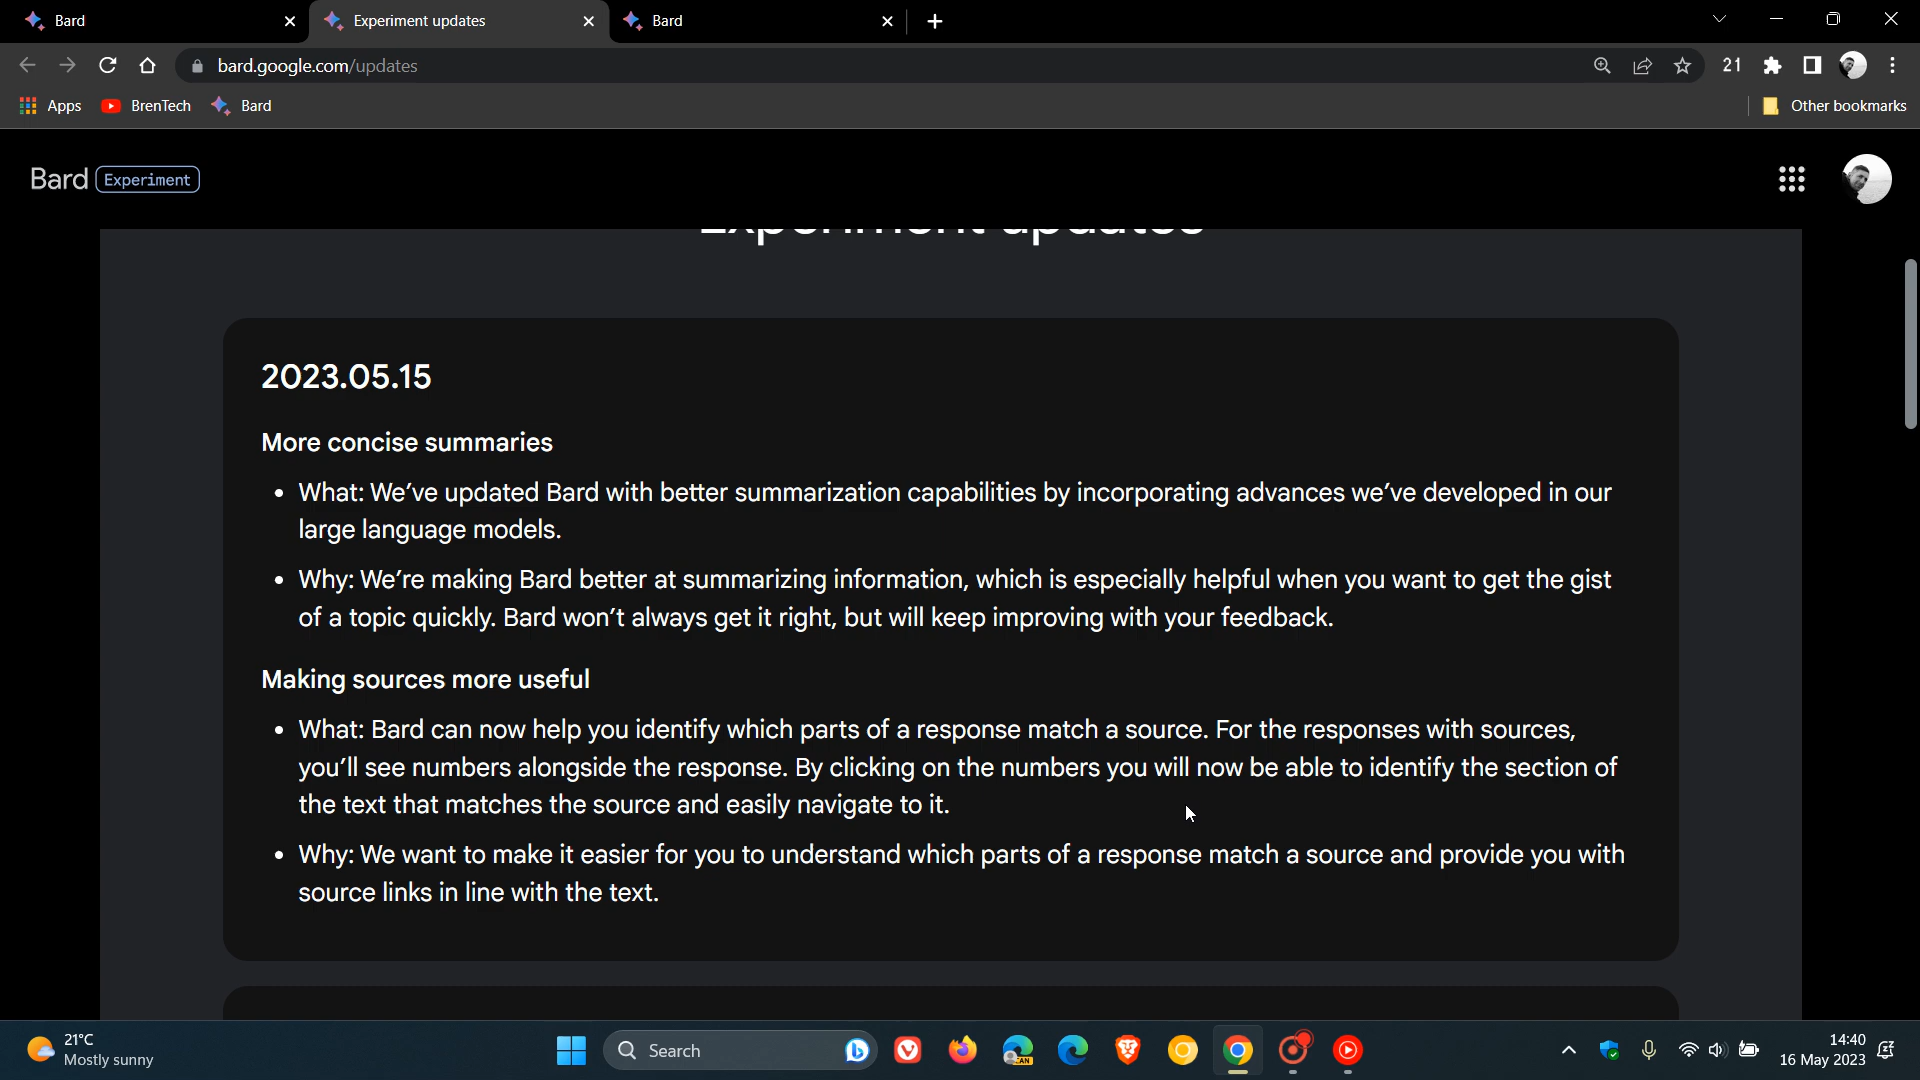 Bard
Experiment updates
Bard
bard.google.com/updates
21
Apps
BrenTech
Bard
Other bookmarks
Bard Experiment
Experiment updates
2023.05.15
More concise summaries
• What: We’ve updated Bard with better summarization capabilities by incorporating advances we’ve developed in our
large language models.
• Why: We’re making Bard better at summarizing information, which is especially helpful when you want to get the gist
of a topic quickly. Bard won’t always get it right, but will keep improving with your feedback.
Making sources more useful
• What: Bard can now help you identify which parts of a response match a source. For the responses with sources,
you’ll see numbers alongside the response. By clicking on the numbers you will now be able to identify the section of
the text that matches the source and easily navigate to it.
• Why: We want to make it easier for you to understand which parts of a response match a source and provide you with
source links in line with the text.
21°C
Mostly sunny
Search
CAN
14:40
16 May 2023